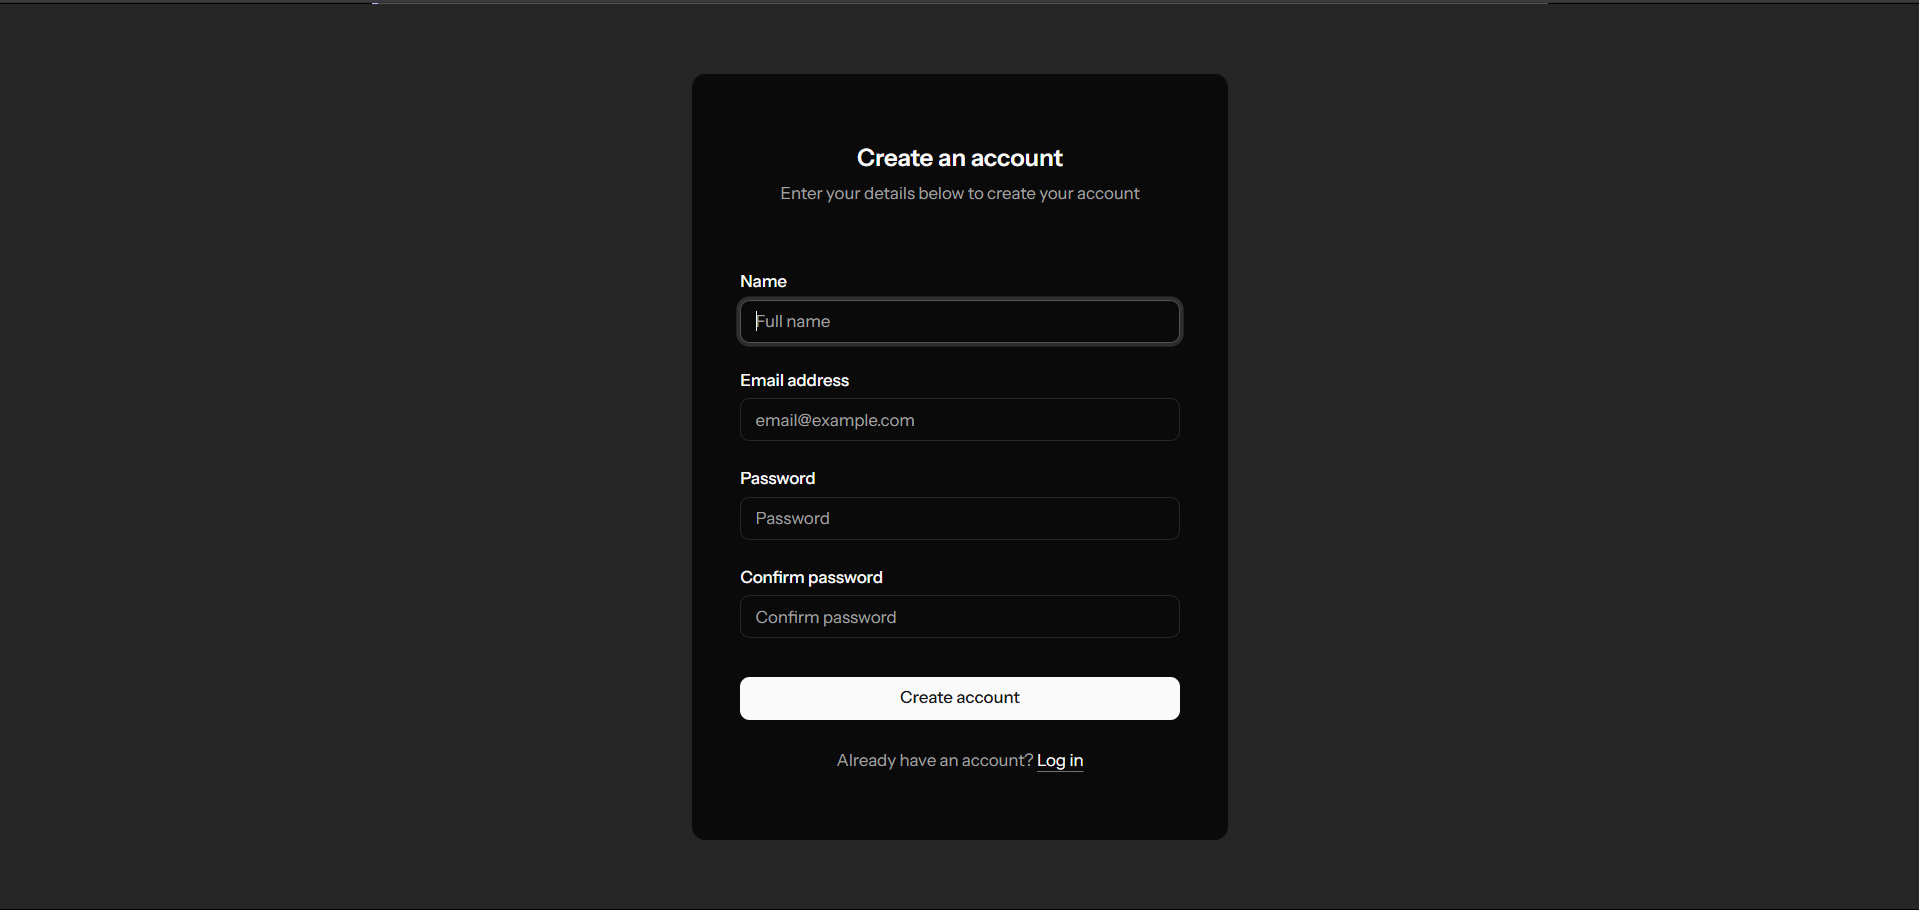 Create an account
Enter your details below to create your account
Name
Full name
Email address
email@example.com
Password
Password
Confirm password
Confirm password
Create account
Already have an account? Log in